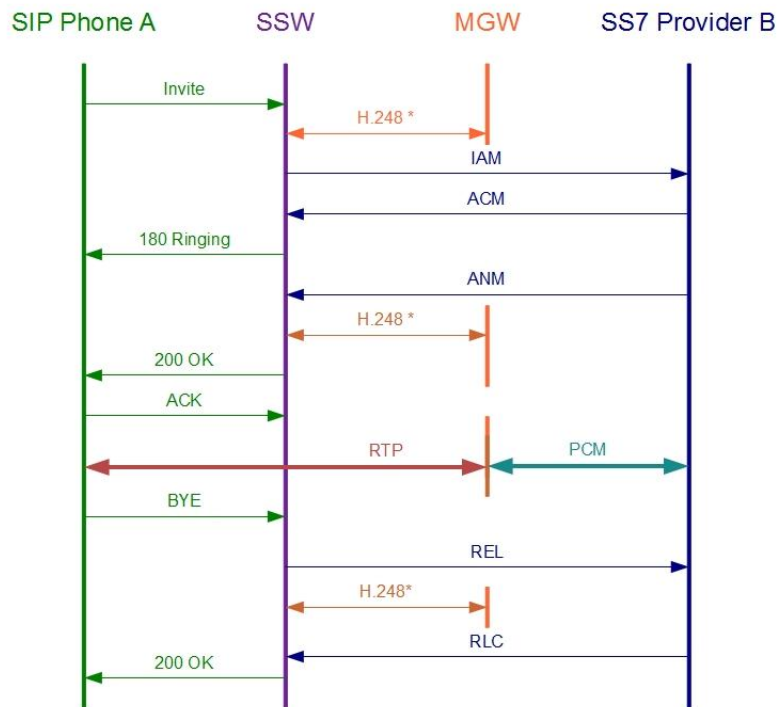 SIP Phone A
SSW
MGW
SS7 Provider B
Invite
H.248 *
IAM
ACM
180 Ringing
ANM
H.248 *
200 OK
ACK
RTP
PCM
BYE
REL
H.248*
RLC
200 OK